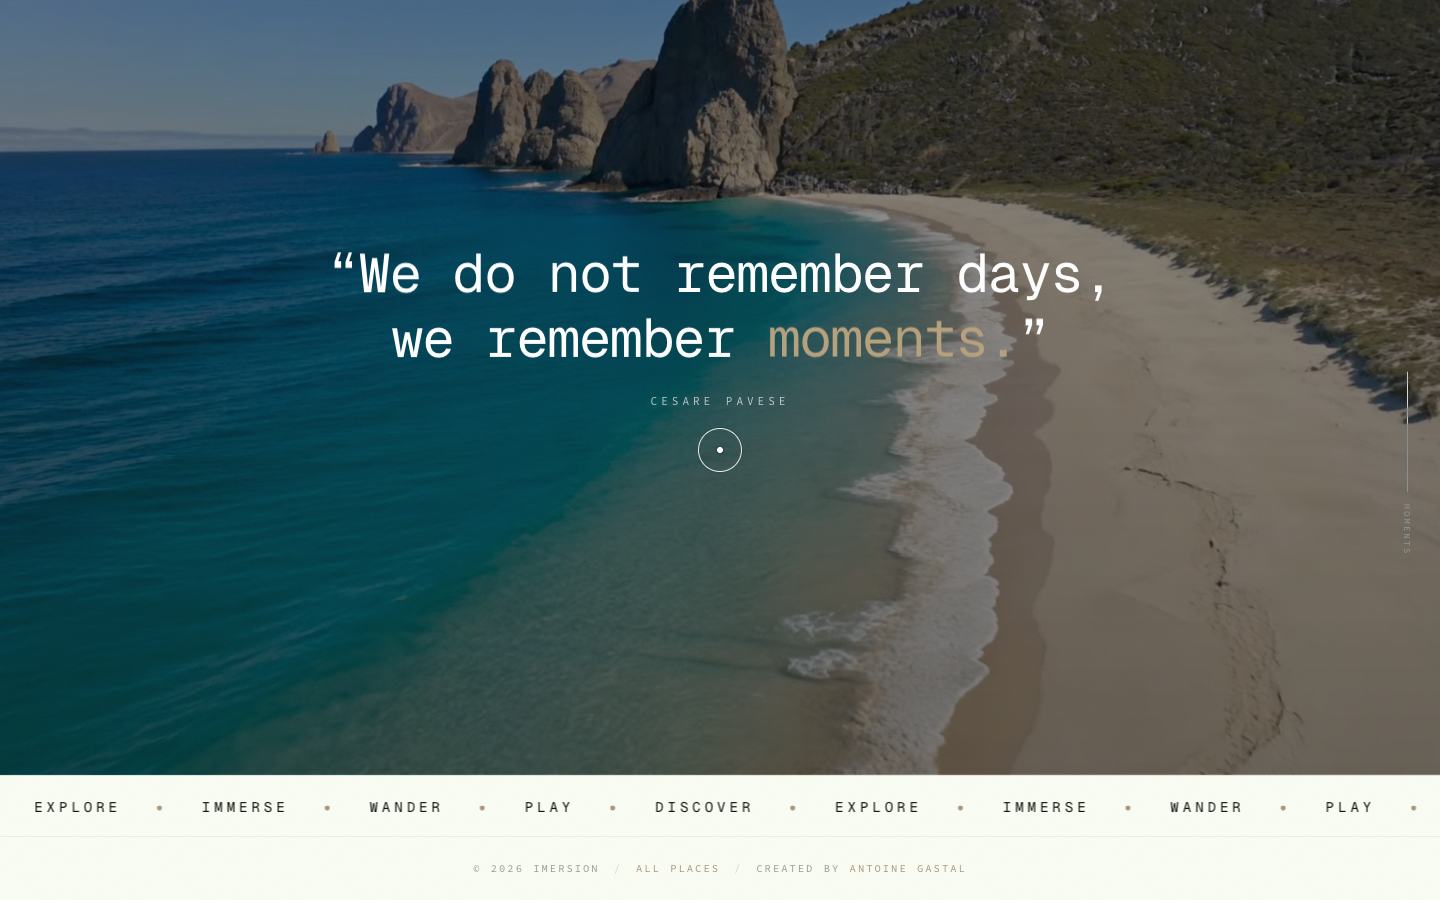 “We do not remember days,
we remember moments.”
CESARE PAVESE
MOMENTS
EXPLORE • IMMERSE • WANDER • PLAY • DISCOVER • EXPLORE • IMMERSE • WANDER • PLAY •
© 2026 IMERSION / ALL PLACES / CREATED BY ANTOINE GASTAL